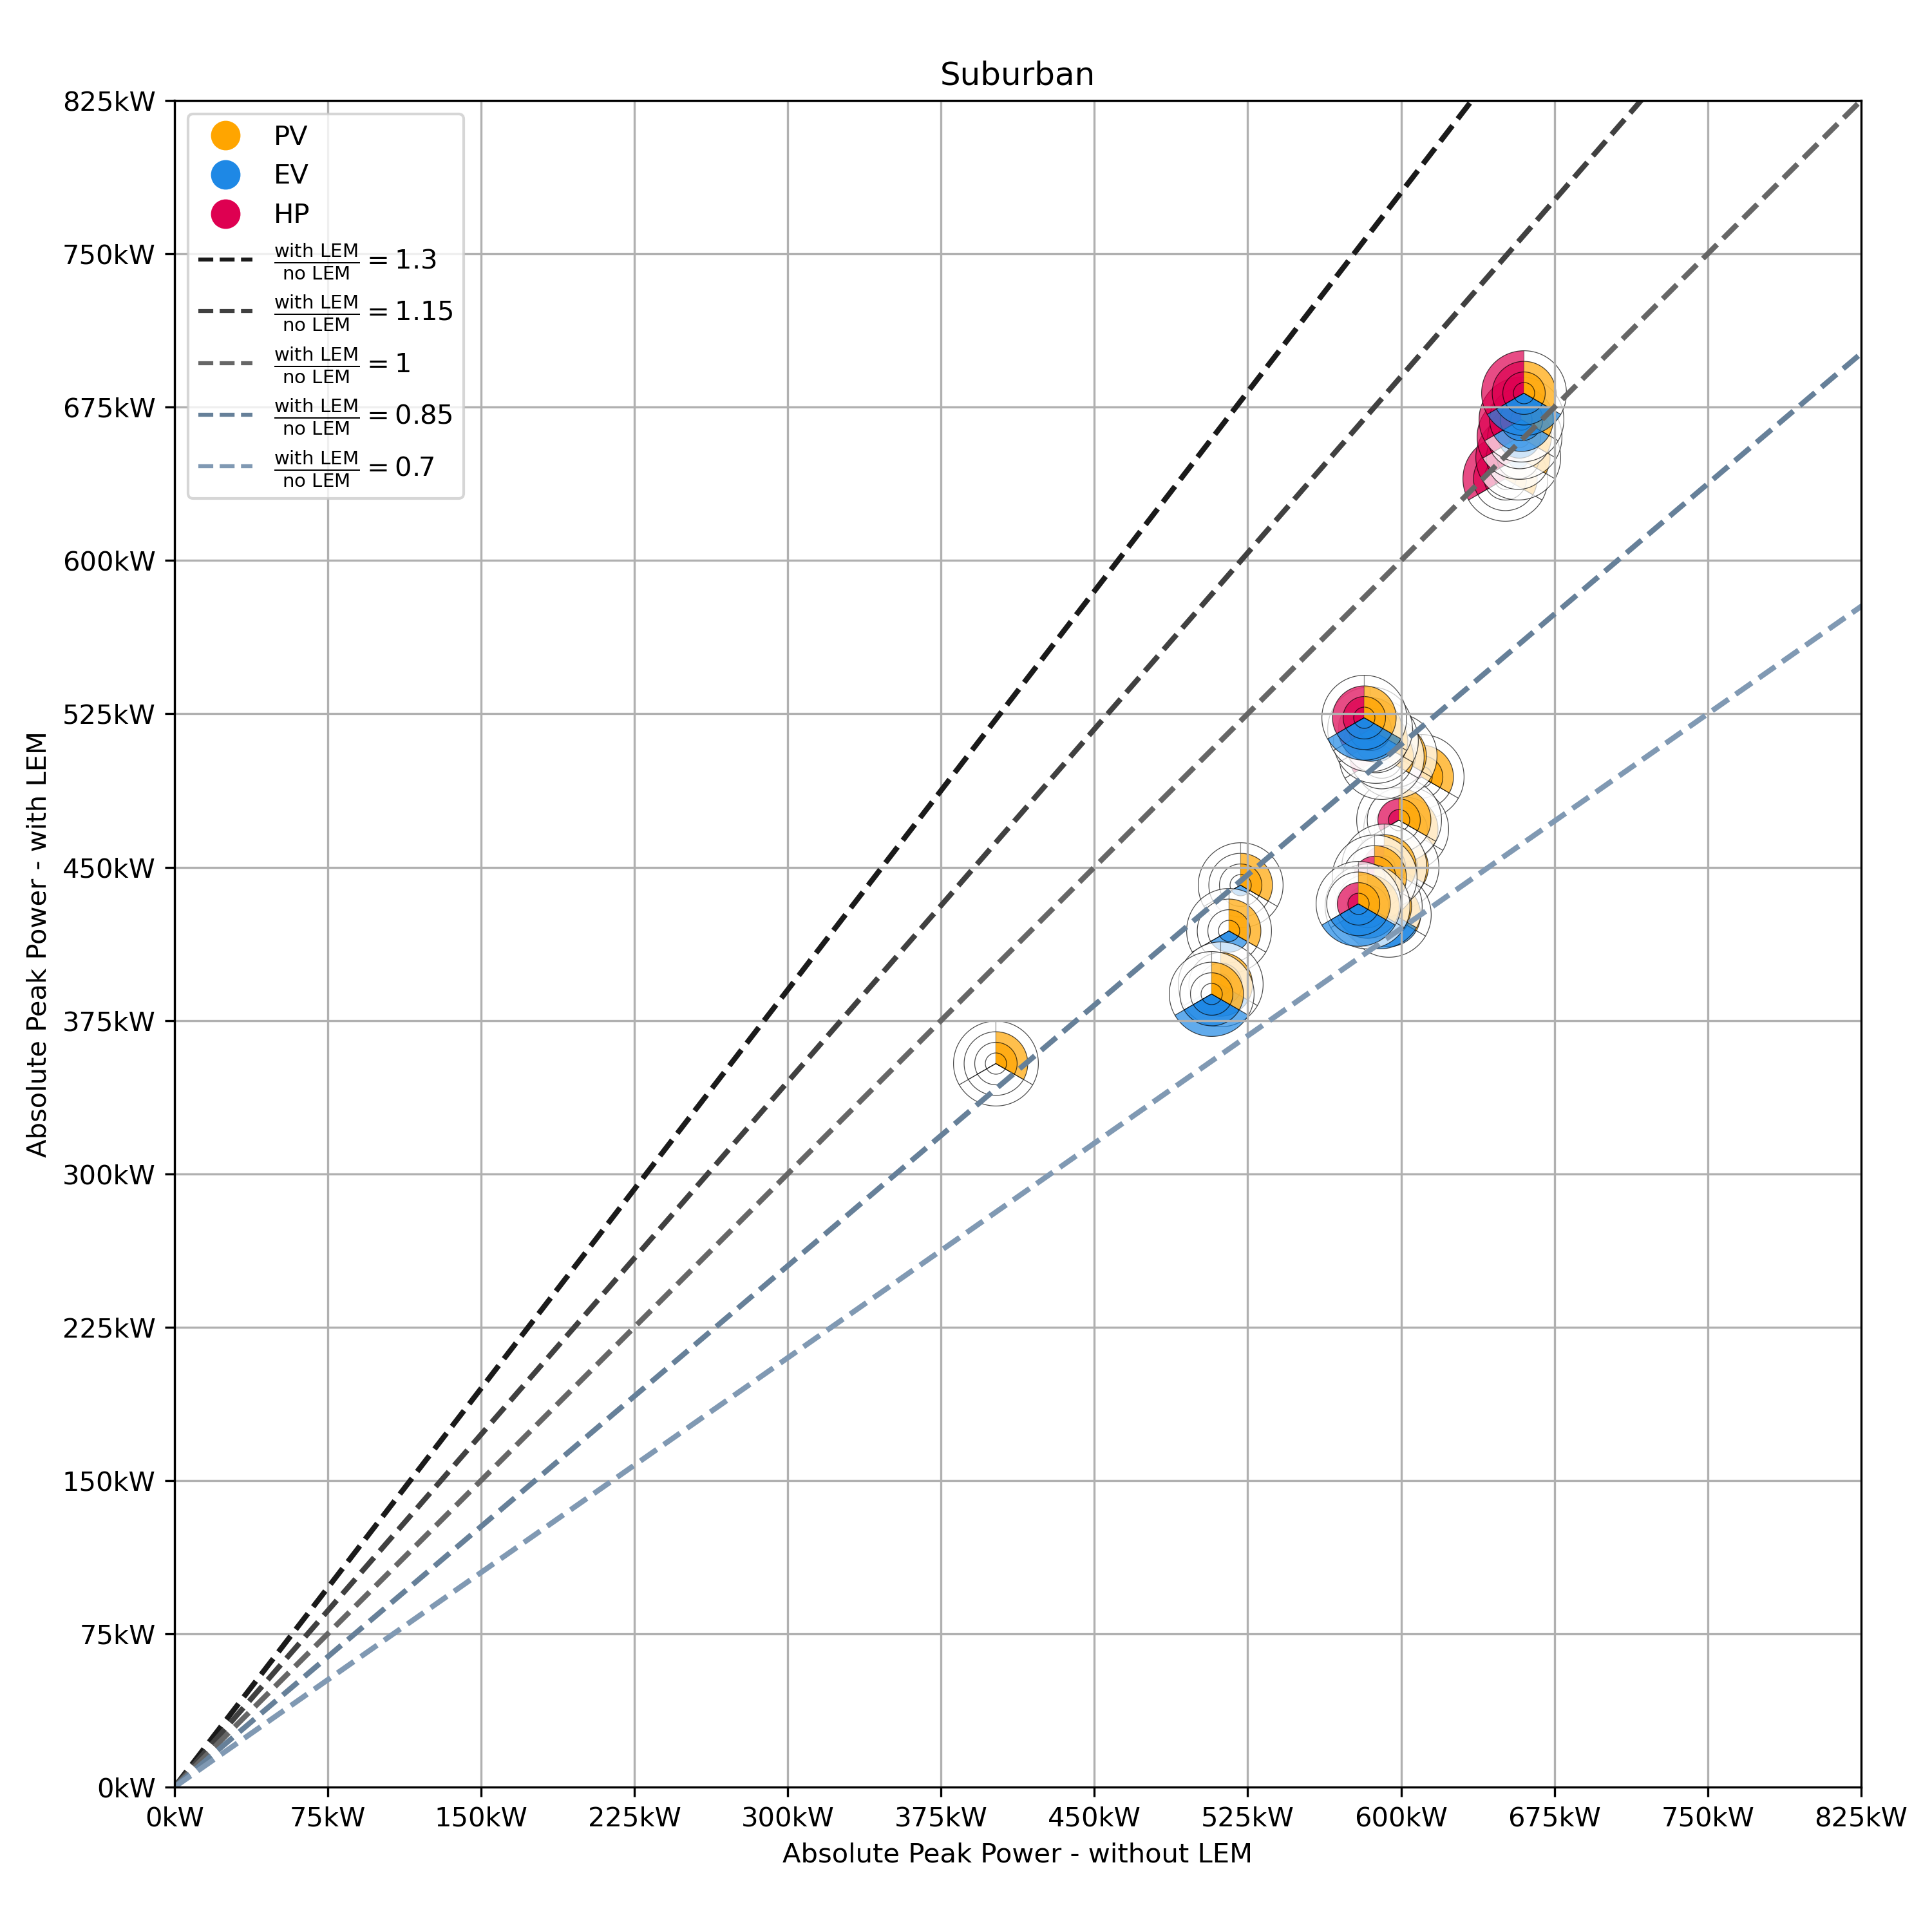 Suburban
825kW
750kW
675kW
600kW
525kW
450kW
375kW
300kW
225kW
150kW
75kW
0kW
Absolute Peak Power - with LEM
PV
EV
HP
with LEM / no LEM = 1.3
with LEM / no LEM = 1.15
with LEM / no LEM = 1
with LEM / no LEM = 0.85
with LEM / no LEM = 0.7
0kW 75kW 150kW 225kW 300kW 375kW 450kW 525kW 600kW 675kW 750kW 825kW
Absolute Peak Power - without LEM